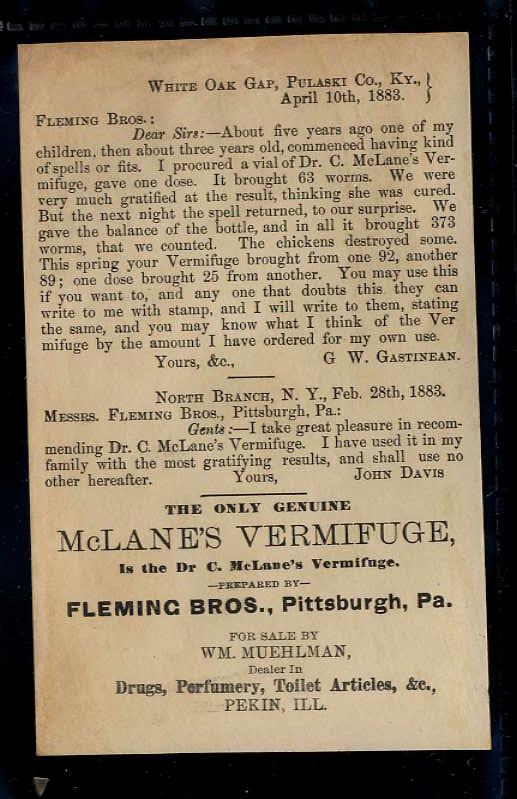 WHITE OAK GAP, PULASKI CO., KY., }
April 10th, 1883.
FLEMING BROS.:
Dear Sirs:—About five years ago one of my
children, then about three years old, commenced having kind
of spells or fits. I procured a vial of Dr. C. McLane's Ver-
mifuge, gave one dose. It brought 63 worms. We were
very much gratified at the result, thinking she was cured.
But the next night the spell returned, to our surprise. We
gave the balance of the bottle, and in all it brought 373
worms, that we counted. The chickens destroyed some.
This spring your Vermifuge brought from one 92, another
89; one dose brought 25 from another. You may use this
if you want to, and any one that doubts this they can
write to me with stamp, and I will write to them, stating
the same, and you may know what I think of the Ver
mifuge by the amount I have ordered for my own use.
Yours, &c., G W. GASTINEAN.
NORTH BRANCH, N. Y., Feb. 28th, 1883.
MESSRS. FLEMING BROS., Pittsburgh, Pa.:
Gents:—I take great pleasure in recom-
mending Dr. C. McLane's Vermifuge. I have used it in my
family with the most gratifying results, and shall use no
other hereafter. Yours, JOHN DAVIS
THE ONLY GENUINE
McLANE'S VERMIFUGE,
Is the Dr C. McLane's Vermifuge.
—PREPARED BY—
FLEMING BROS., Pittsburgh, Pa.
FOR SALE BY
WM. MUEHLMAN,
Dealer In
Drugs, Perfumery, Toilet Articles, &c.,
PEKIN, ILL.